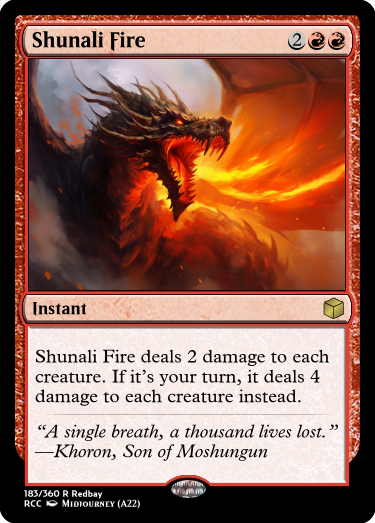 Shunali Fire 2
Instant
Shunali Fire deals 2 damage to each
creature. If it's your turn, it deals 4
damage to each creature instead.
“A single breath, a thousand lives lost.”
—Khoron, Son of Moshungun
183/360 R Redbay
RCC Midjourney (A22)